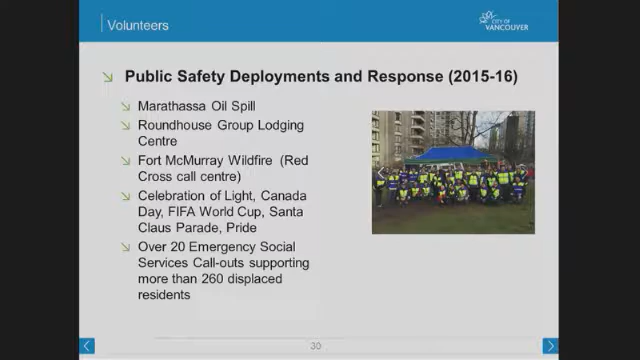 Volunteers
CITY OF
VANCOUVER
Public Safety Deployments and Response (2015-16)
Marathassa Oil Spill
Roundhouse Group Lodging
Centre
Fort McMurray Wildfire (Red
Cross call centre)
Celebration of Light, Canada
Day, FIFA World Cup, Santa
Claus Parade, Pride
Over 20 Emergency Social
Services Call-outs supporting
more than 260 displaced
residents
30